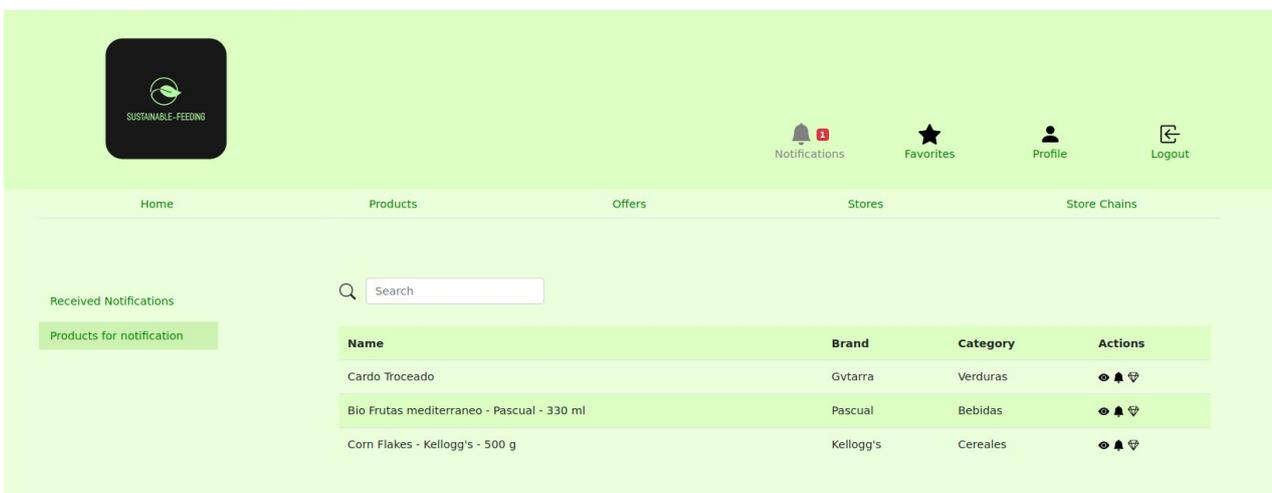 SUSTAINABLE-FEEDING
1
Notifications Favorites Profile Logout
Home Products Offers Stores Store Chains
Search
Received Notifications
Products for notification
Name Brand Category Actions
Cardo Troceado Gvtarra Verduras
Bio Frutas mediterraneo - Pascual - 330 ml Pascual Bebidas
Corn Flakes - Kellogg's - 500 g Kellogg's Cereales